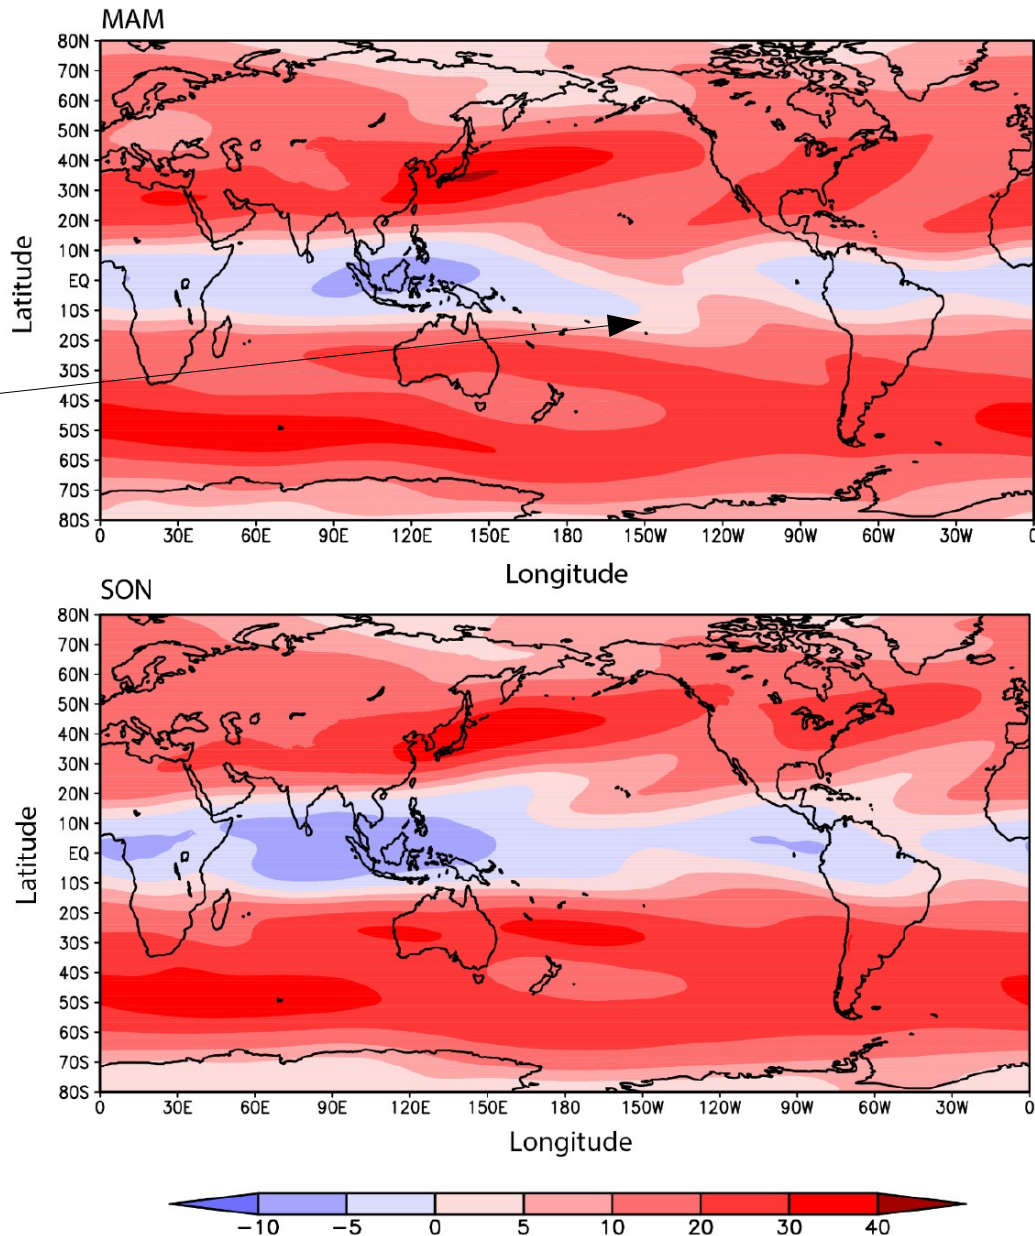 MAM
80N
70N
60N
50N
40N
30N
20N
10N
EQ
10S
20S
30S
40S
50S
60S
70S
80S
Latitude
0 30E 60E 90E 120E 150E 180 150W 120W 90W 60W 30W 0
Longitude
SON
80N
70N
60N
50N
40N
30N
20N
10N
EQ
10S
20S
30S
40S
50S
60S
70S
80S
Latitude
0 30E 60E 90E 120E 150E 180 150W 120W 90W 60W 30W 0
Longitude
−10 −5 0 5 10 20 30 40